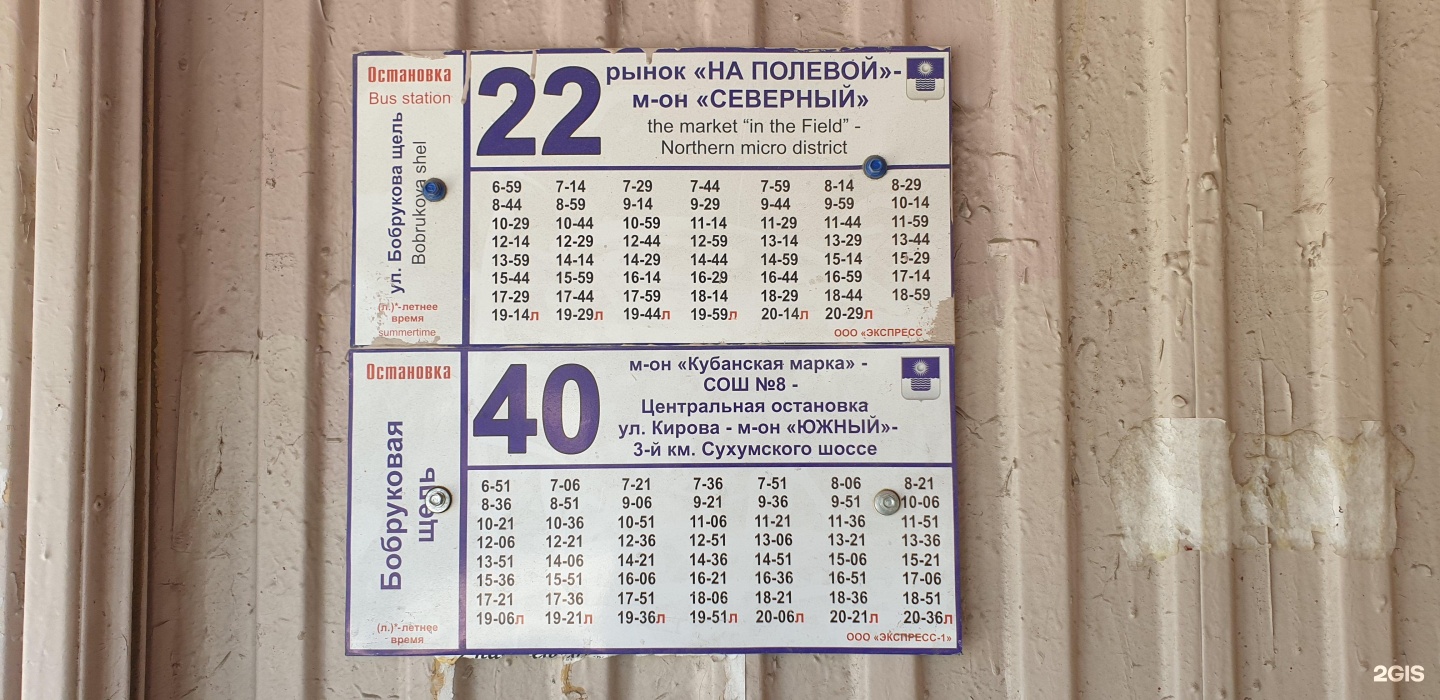 Остановка
Bus station
ул. Бобрукова щель
Bobrukova shel
(л.)*-летнее
время
summertime
22
рынок «НА ПОЛЕВОЙ»-
м-он «СЕВЕРНЫЙ»
the market “in the Field” -
Northern micro district
6-59 7-14 7-29 7-44 7-59 8-14 8-29
8-44 8-59 9-14 9-29 9-44 9-59 10-14
10-29 10-44 10-59 11-14 11-29 11-44 11-59
12-14 12-29 12-44 12-59 13-14 13-29 13-44
13-59 14-14 14-29 14-44 14-59 15-14 15-29
15-44 15-59 16-14 16-29 16-44 16-59 17-14
17-29 17-44 17-59 18-14 18-29 18-44 18-59
19-14л 19-29л 19-44л 19-59л 20-14л 20-29л
ООО «ЭКСПРЕСС
Остановка
Бобруковая
щель
(л.)*-летнее
время
40
м-он «Кубанская марка» -
СОШ №8 -
Центральная остановка
ул. Кирова - м-он «ЮЖНЫЙ»-
3-й км. Сухумского шоссе
6-51 7-06 7-21 7-36 7-51 8-06 8-21
8-36 8-51 9-06 9-21 9-36 9-51 10-06
10-21 10-36 10-51 11-06 11-21 11-36 11-51
12-06 12-21 12-36 12-51 13-06 13-21 13-36
13-51 14-06 14-21 14-36 14-51 15-06 15-21
15-36 15-51 16-06 16-21 16-36 16-51 17-06
17-21 17-36 17-51 18-06 18-21 18-36 18-51
19-06л 19-21л 19-36л 19-51л 20-06л 20-21л 20-36л
ООО «ЭКСПРЕСС-1»
2GIS